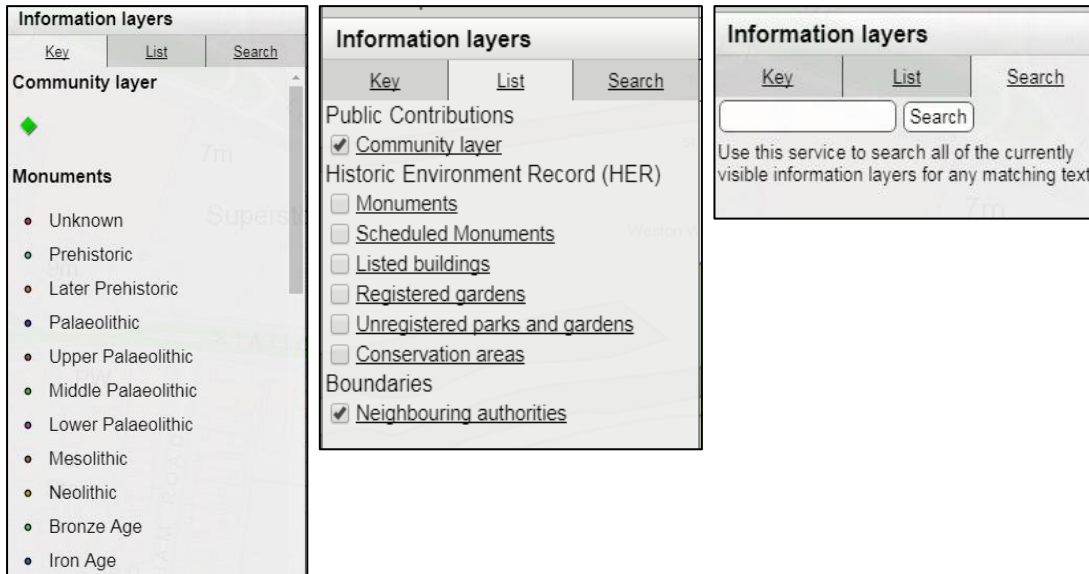 Information layers
Key List Search
Community layer
Monuments
Unknown
Prehistoric
Later Prehistoric
Palaeolithic
Upper Palaeolithic
Middle Palaeolithic
Lower Palaeolithic
Mesolithic
Neolithic
Bronze Age
Iron Age
7m
Superst
Information layers
Key List Search
Public Contributions
Community layer
Historic Environment Record (HER)
Monuments
Scheduled Monuments
Listed buildings
Registered gardens
Unregistered parks and gardens
Conservation areas
Boundaries
Neighbouring authorities
Information layers
Key List Search
Search
Use this service to search all of the currently
visible information layers for any matching text
7m